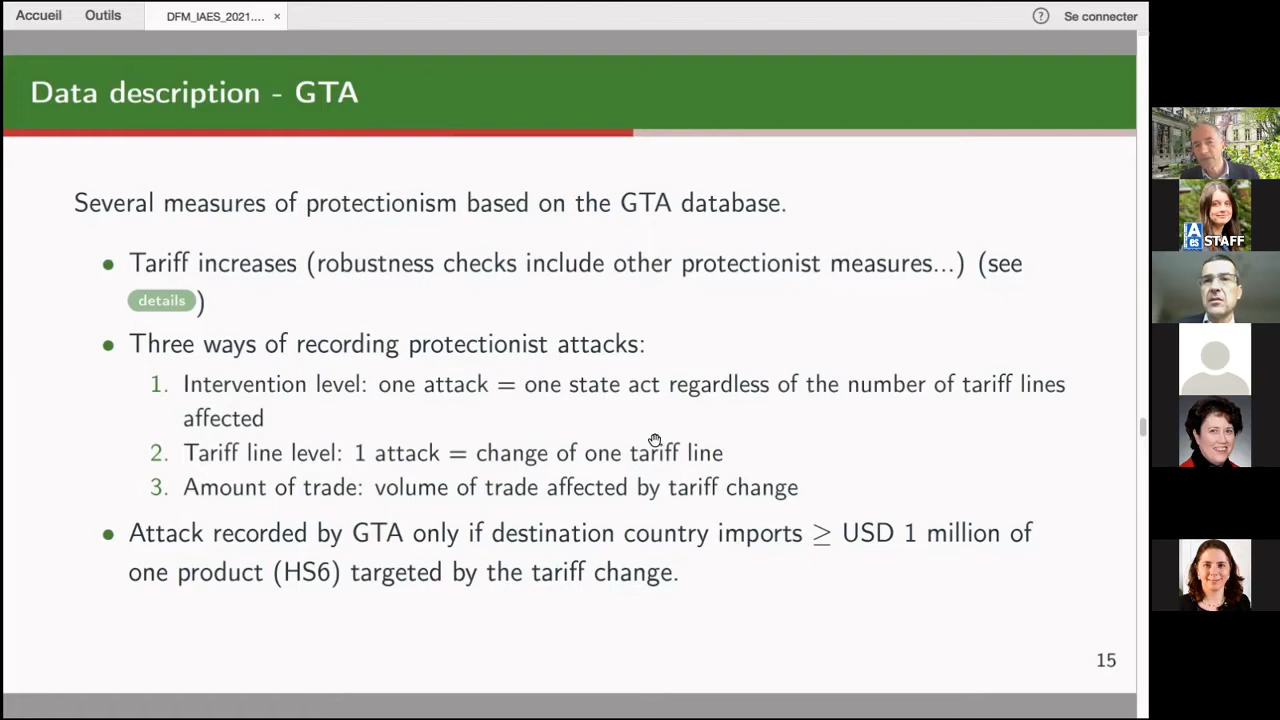 Accueil
Outils
DFM_IAES_2021.... ×
? Se connecter
Data description - GTA
Several measures of protectionism based on the GTA database.
• Tariff increases (robustness checks include other protectionist measures...) (see
details )
• Three ways of recording protectionist attacks:
1. Intervention level: one attack = one state act regardless of the number of tariff lines
affected
2. Tariff line level: 1 attack = change of one tariff line
3. Amount of trade: volume of trade affected by tariff change
• Attack recorded by GTA only if destination country imports ≥ USD 1 million of
one product (HS6) targeted by the tariff change.
15
A
es STAFF